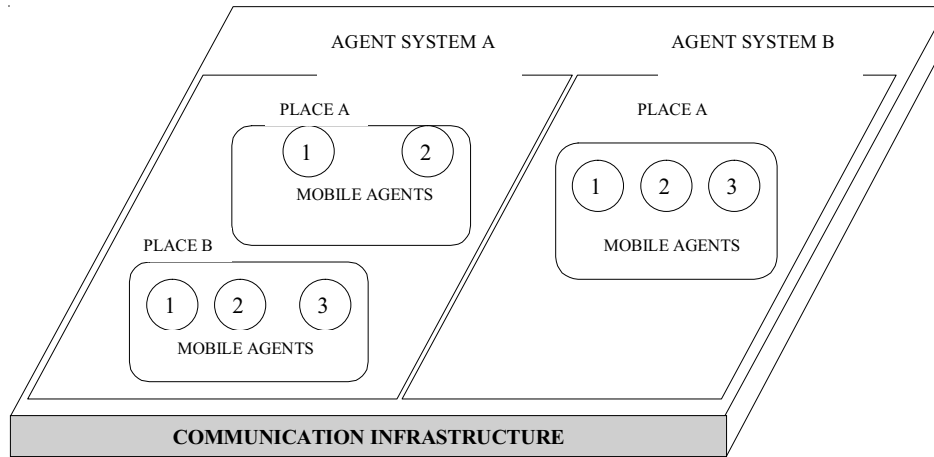 AGENT SYSTEM A
AGENT SYSTEM B
PLACE A
1 2
MOBILE AGENTS
PLACE B
1 2 3
MOBILE AGENTS
PLACE A
1 2 3
MOBILE AGENTS
COMMUNICATION INFRASTRUCTURE